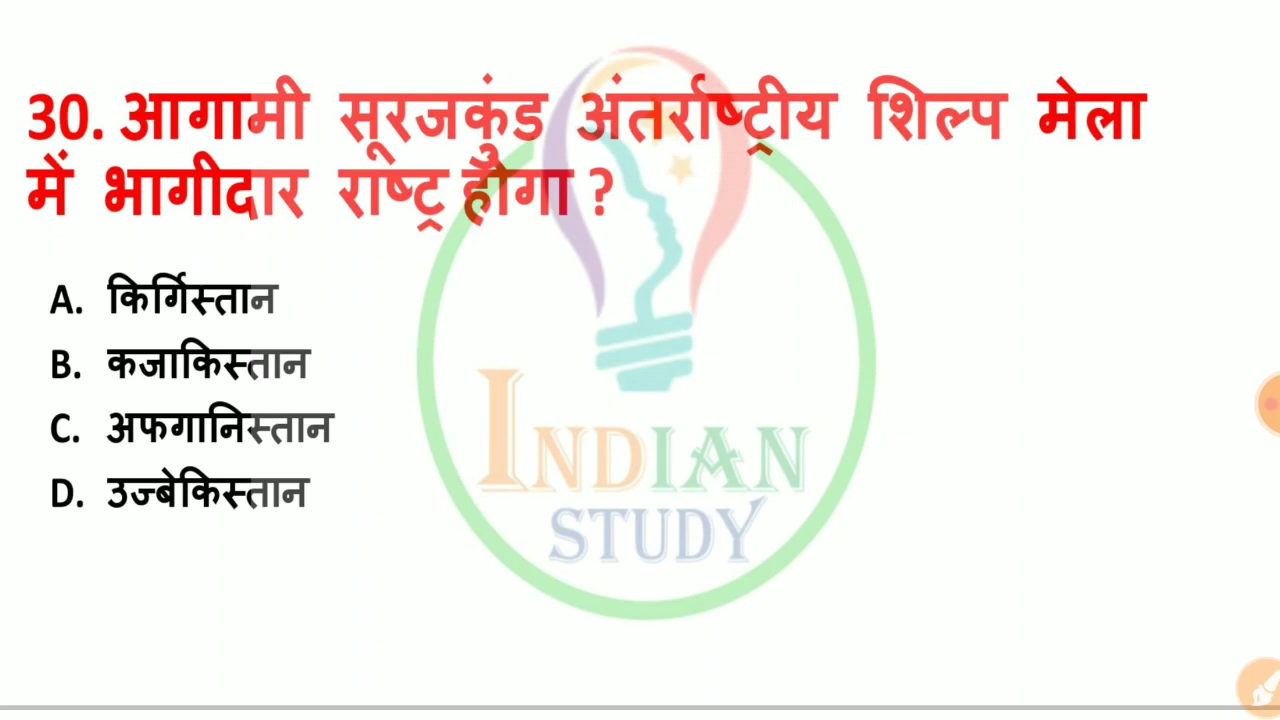 30. आगामी सूरजकुंड अंतर्राष्ट्रीय शिल्प मेला
में भागीदार राष्ट्र होगा ?
A. किर्गिस्तान
B. कजाकिस्तान
C. अफगानिस्तान
D. उज्बेकिस्तान
INDIAN
STUDY